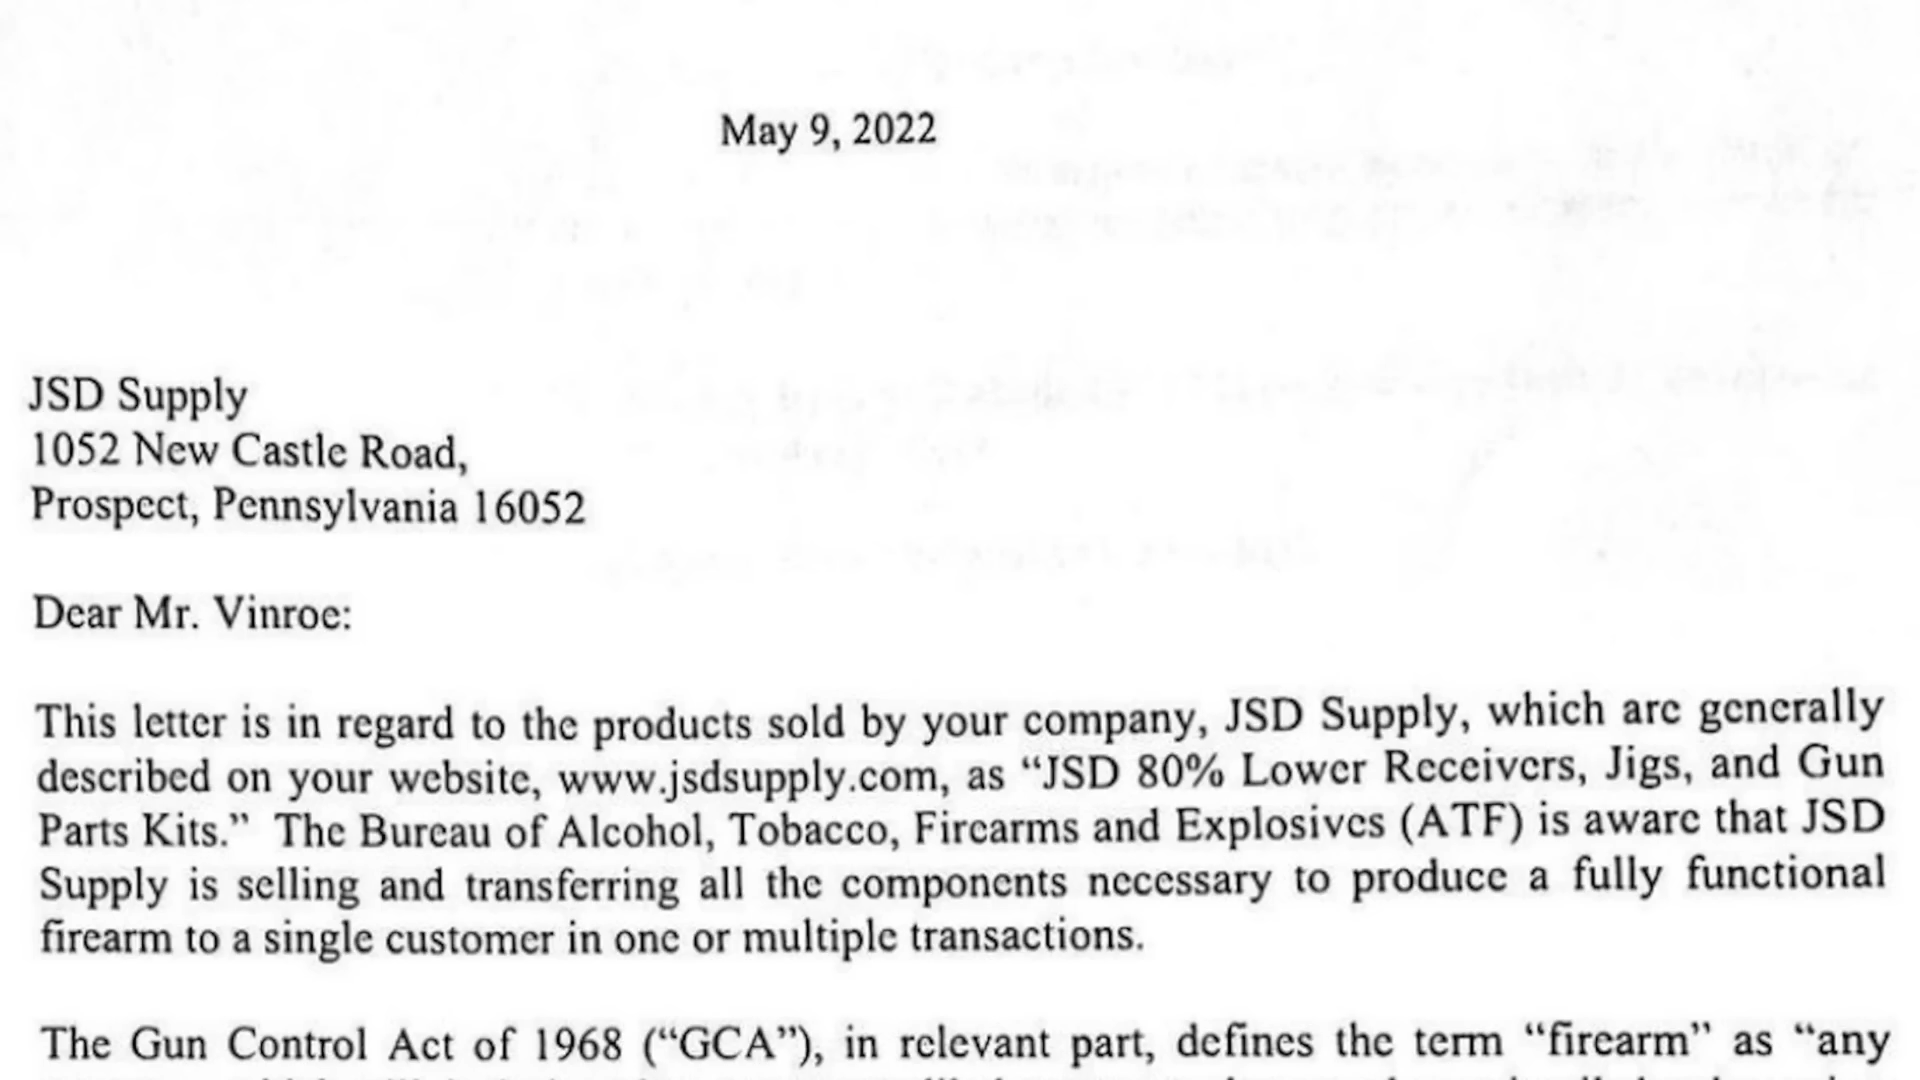 May 9, 2022
JSD Supply
1052 New Castle Road,
Prospect, Pennsylvania 16052
Dear Mr. Vinroe:
This letter is in regard to the products sold by your company, JSD Supply, which are generally
described on your website, www.jsdsupply.com, as “JSD 80% Lower Receivers, Jigs, and Gun
Parts Kits.” The Bureau of Alcohol, Tobacco, Firearms and Explosives (ATF) is aware that JSD
Supply is selling and transferring all the components necessary to produce a fully functional
firearm to a single customer in one or multiple transactions.
The Gun Control Act of 1968 (“GCA”), in relevant part, defines the term “firearm” as “any